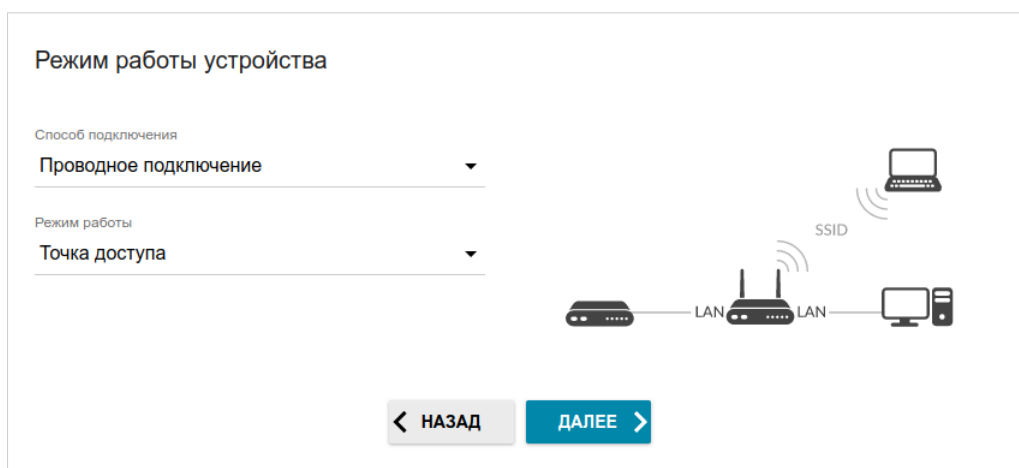 Режим работы устройства
Способ подключения
Проводное подключение
Режим работы
Точка доступа
SSID
LAN
LAN
НАЗАД
ДАЛЕЕ